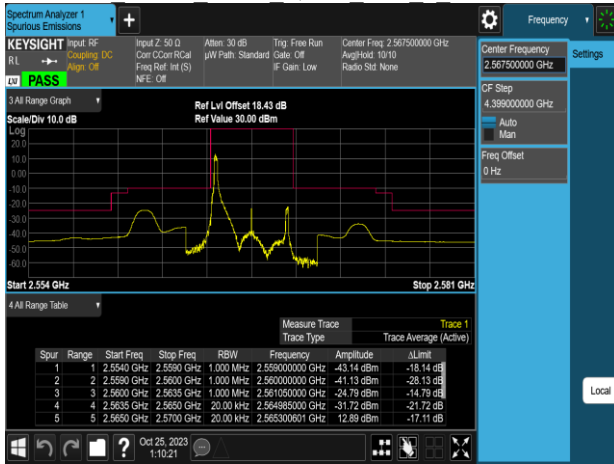 Spectrum Analyzer 1
Spurious Emissions
Frequency
KEYSIGHT Input: RF Input Z: 50 Ω Atten: 30 dB Trig: Free Run Center Freq: 2.567500000 GHz
RL Coupling: DC Corr CCorr RCal µW Path: Standard Gate: Off Avg|Hold: 10/10
Align: Off Freq Ref: Int (S) IF Gain: Low Radio Std: None
LXI PASS NFE: Off
Center Frequency
2.567500000 GHz
Settings
CF Step
4.399000000 GHz
Auto
Man
Freq Offset
0 Hz
Local
3 All Range Graph
Ref Lvl Offset 18.43 dB
Scale/Div 10.0 dB Ref Value 30.00 dBm
Log
20.0
10.0
0.00
-10.0
-20.0
-30.0
-40.0
-50.0
-60.0
Start 2.554 GHz Stop 2.581 GHz
4 All Range Table
Measure Trace Trace 1
Trace Type Trace Average (Active)
Spur Range Start Freq Stop Freq RBW Frequency Amplitude ΔLimit
1 1 2.5540 GHz 2.5590 GHz 1.000 MHz 2.559000000 GHz -43.14 dBm -18.14 dB
2 2 2.5590 GHz 2.5600 GHz 1.000 MHz 2.560000000 GHz -41.13 dBm -28.13 dB
3 3 2.5600 GHz 2.5635 GHz 1.000 MHz 2.561050000 GHz -24.79 dBm -14.79 dB
4 4 2.5635 GHz 2.5650 GHz 20.00 kHz 2.564985000 GHz -31.72 dBm -21.72 dB
5 5 2.5650 GHz 2.5700 GHz 20.00 kHz 2.565300601 GHz 12.89 dBm -17.11 dB
Oct 25, 2023
1:10:21